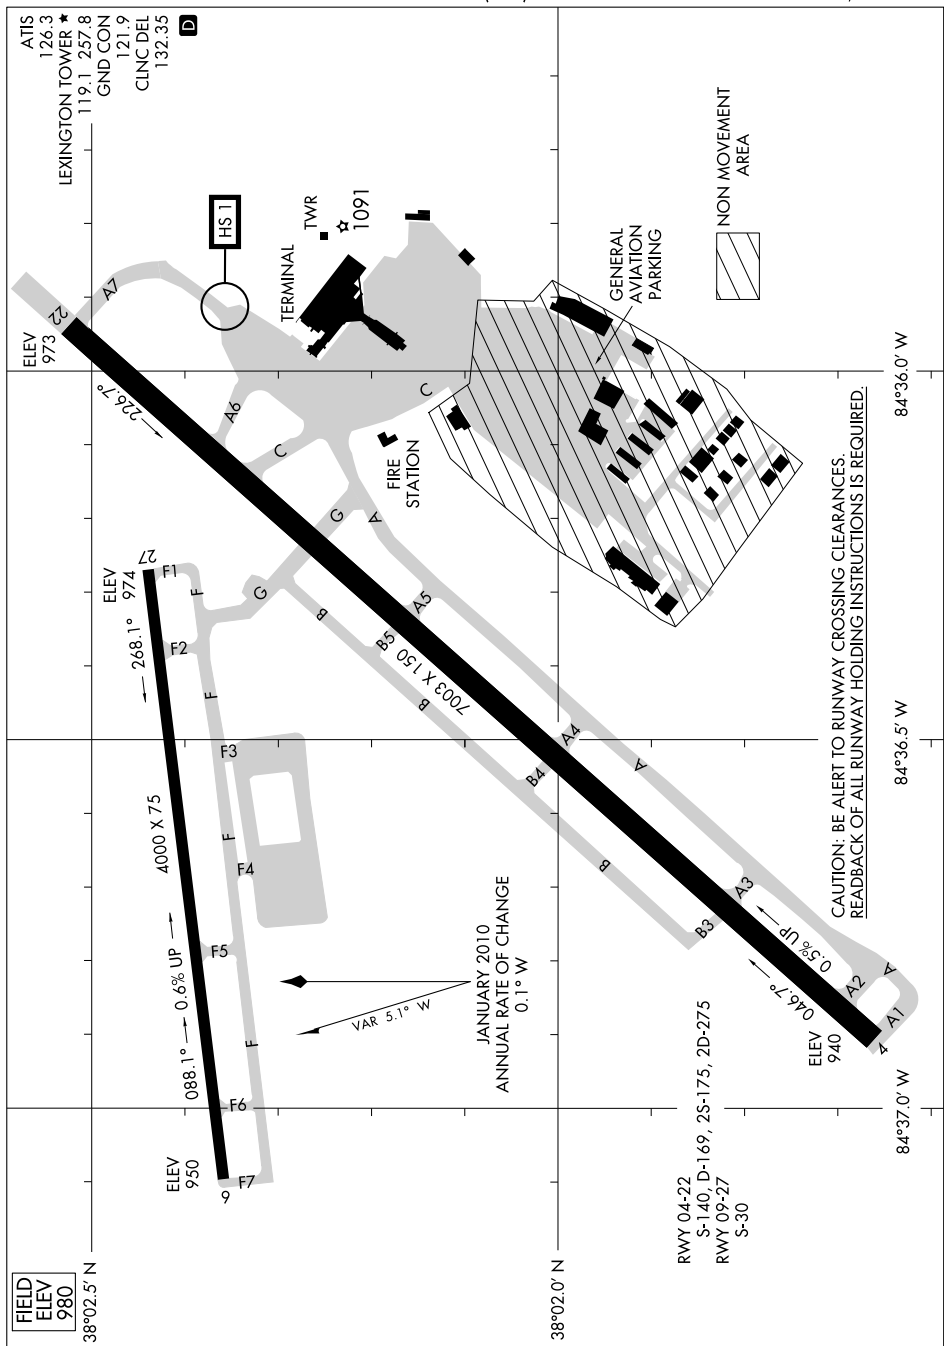 ATIS
126.3
LEXINGTON TOWER ★
119.1 257.8
GND CON
121.9
CLNC DEL
132.35
D
HS 1
TWR
1091
TERMINAL
NON MOVEMENT
AREA
GENERAL
AVIATION
PARKING
ELEV
973
22
A7
226.7°
A6
C
C
FIRE
STATION
84°36.0' W
G
A
G
ELEV
974
27
F1
F
268.1°
F2
F
B
B5
A5
7003 X 150
B
F3
B4
A4
A
84°36.5' W
4000 X 75
F
F4
B
B3
A3
F5
0.6% UP
088.1°
F
F6
F7
ELEV
950
9
VAR 5.1° W
JANUARY 2010
ANNUAL RATE OF CHANGE
0.1° W
046.7°
0.5% UP
A2
A
A1
4
ELEV
940
84°37.0' W
CAUTION: BE ALERT TO RUNWAY CROSSING CLEARANCES.
READBACK OF ALL RUNWAY HOLDING INSTRUCTIONS IS REQUIRED.
RWY 04-22
S-140, D-169, 2S-175, 2D-275
RWY 09-27
S-30
FIELD
ELEV
980
38°02.5' N
38°02.0' N